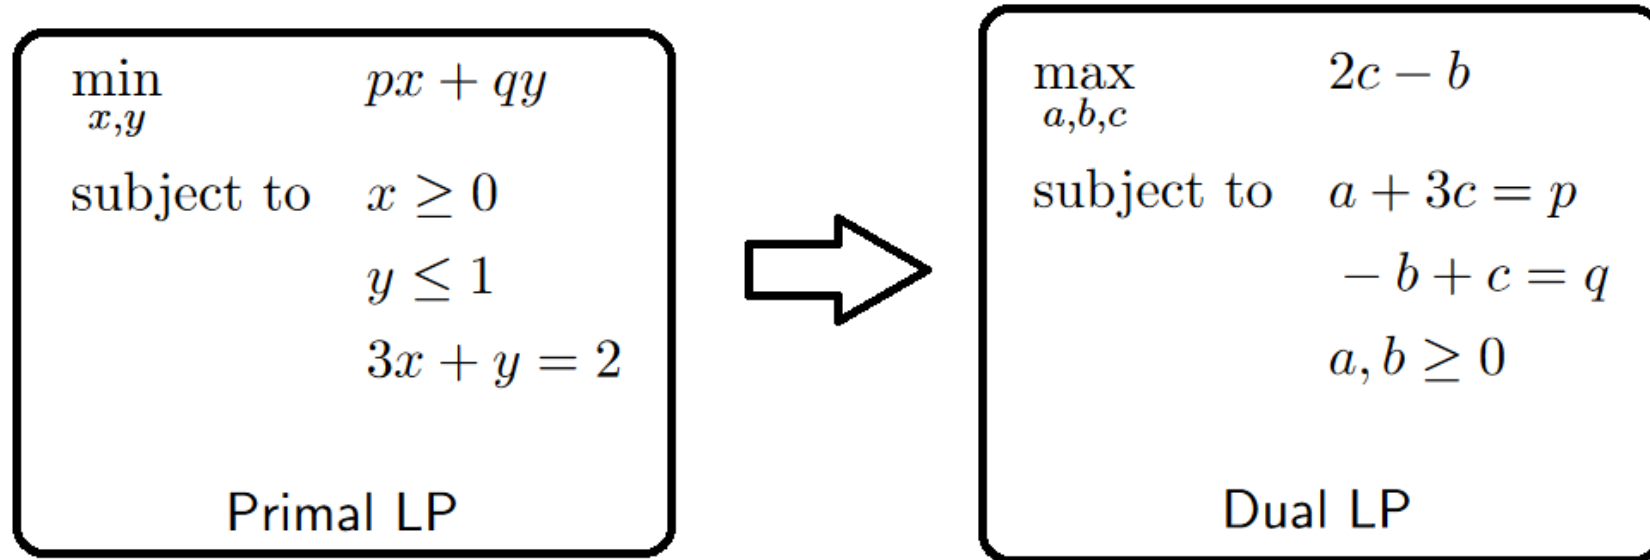 min x,y px + qy
subject to x ≥ 0
y ≤ 1
3x + y = 2
Primal LP
max a,b,c 2c − b
subject to a + 3c = p
− b + c = q
a, b ≥ 0
Dual LP